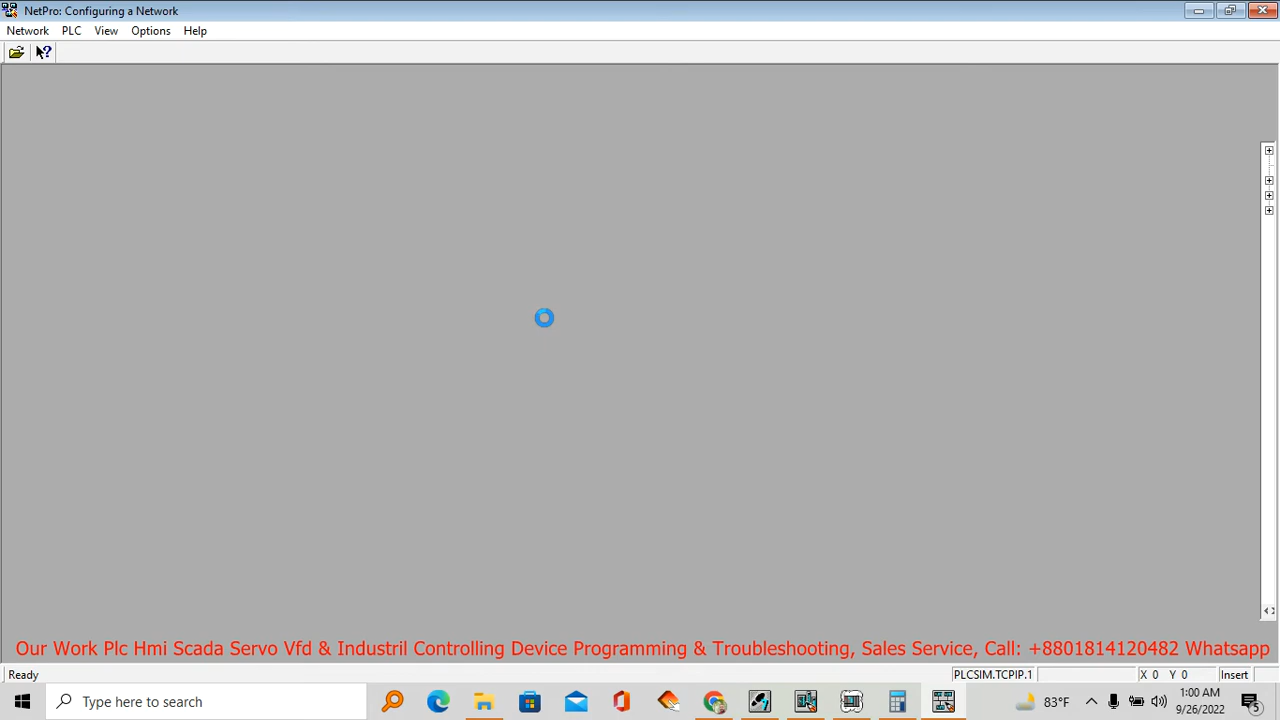 NetPro: Configuring a Network
Network PLC View Options Help
Our Work Plc Hmi Scada Servo Vfd & Industril Controlling Device Programming & Troubleshooting, Sales Service, Call: +8801814120482 Whatsapp
Ready PLCSIM.TCPIP.1 X 0 Y 0 Insert
Type here to search 83°F 1:00 AM
9/26/2022 5